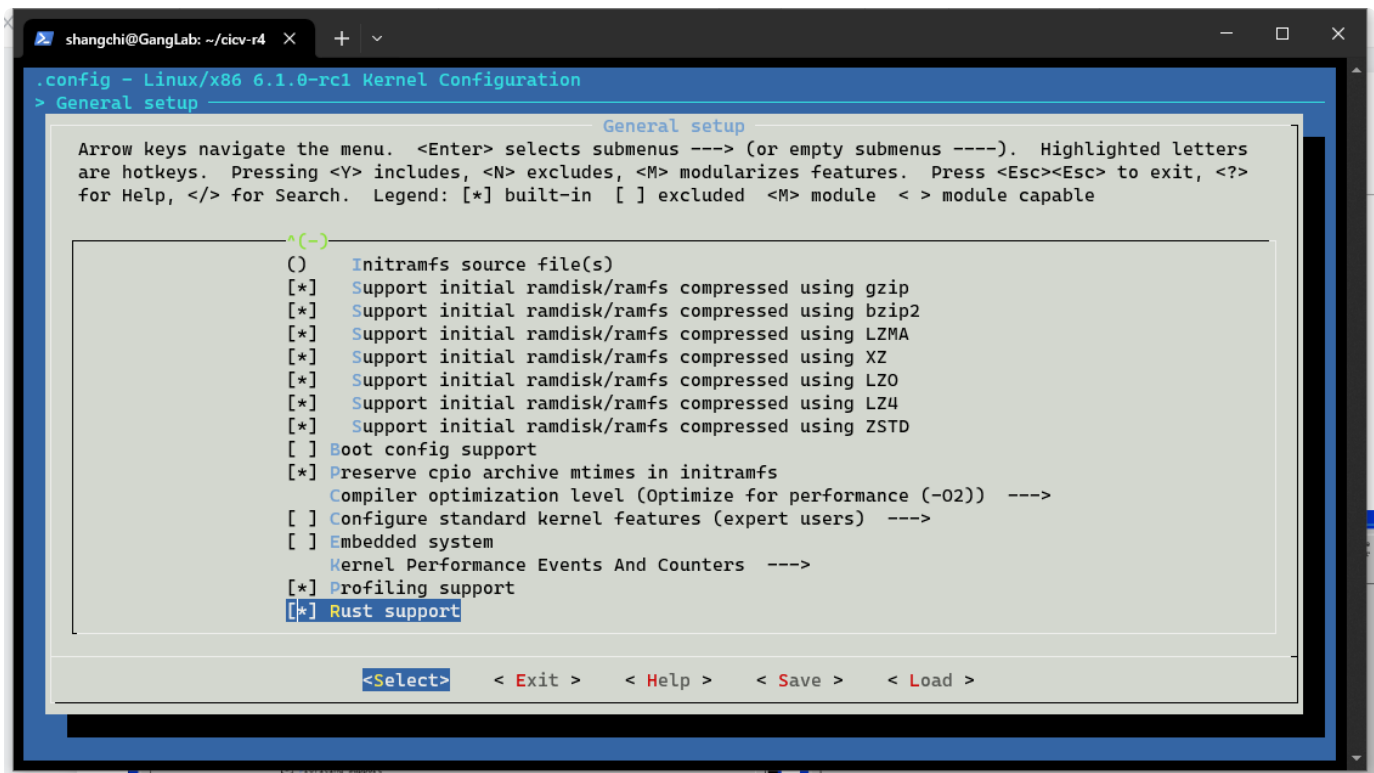 shangchi@GangLab: ~/cicv-r4
.config - Linux/x86 6.1.0-rc1 Kernel Configuration
> General setup
General setup
Arrow keys navigate the menu.  <Enter> selects submenus ---> (or empty submenus ----).  Highlighted letters
are hotkeys.  Pressing <Y> includes, <N> excludes, <M> modularizes features.  Press <Esc><Esc> to exit, <?>
for Help, </> for Search.  Legend: [*] built-in  [ ] excluded  <M> module  < > module capable
^(-)
()    Initramfs source file(s)
[*]   Support initial ramdisk/ramfs compressed using gzip
[*]   Support initial ramdisk/ramfs compressed using bzip2
[*]   Support initial ramdisk/ramfs compressed using LZMA
[*]   Support initial ramdisk/ramfs compressed using XZ
[*]   Support initial ramdisk/ramfs compressed using LZO
[*]   Support initial ramdisk/ramfs compressed using LZ4
[*]   Support initial ramdisk/ramfs compressed using ZSTD
[ ] Boot config support
[*] Preserve cpio archive mtimes in initramfs
Compiler optimization level (Optimize for performance (-O2))  --->
[ ] Configure standard kernel features (expert users)  --->
[ ] Embedded system
Kernel Performance Events And Counters  --->
[*] Profiling support
[*] Rust support
<Select>    < Exit >    < Help >    < Save >    < Load >